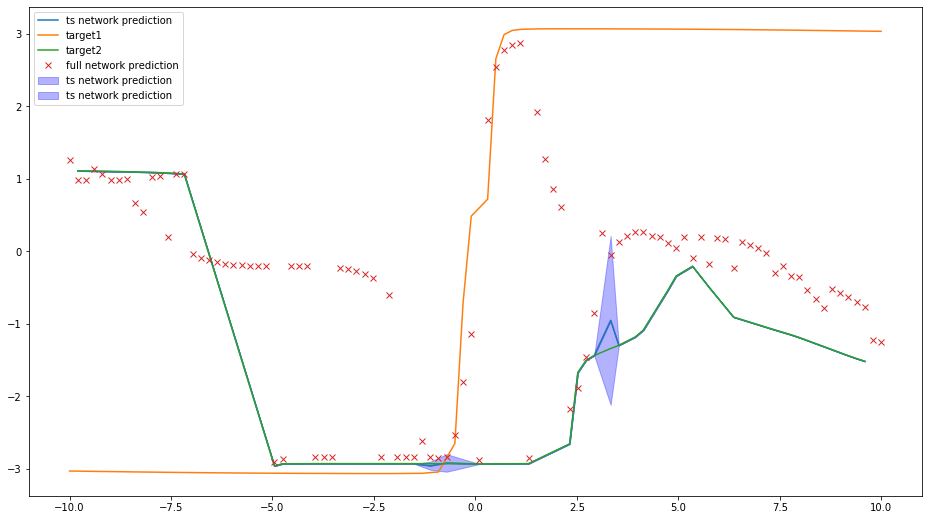 ts network prediction
target1
target2
full network prediction
ts network prediction
ts network prediction
3
2
1
0
−1
−2
−3
−10.0 −7.5 −5.0 −2.5 0.0 2.5 5.0 7.5 10.0